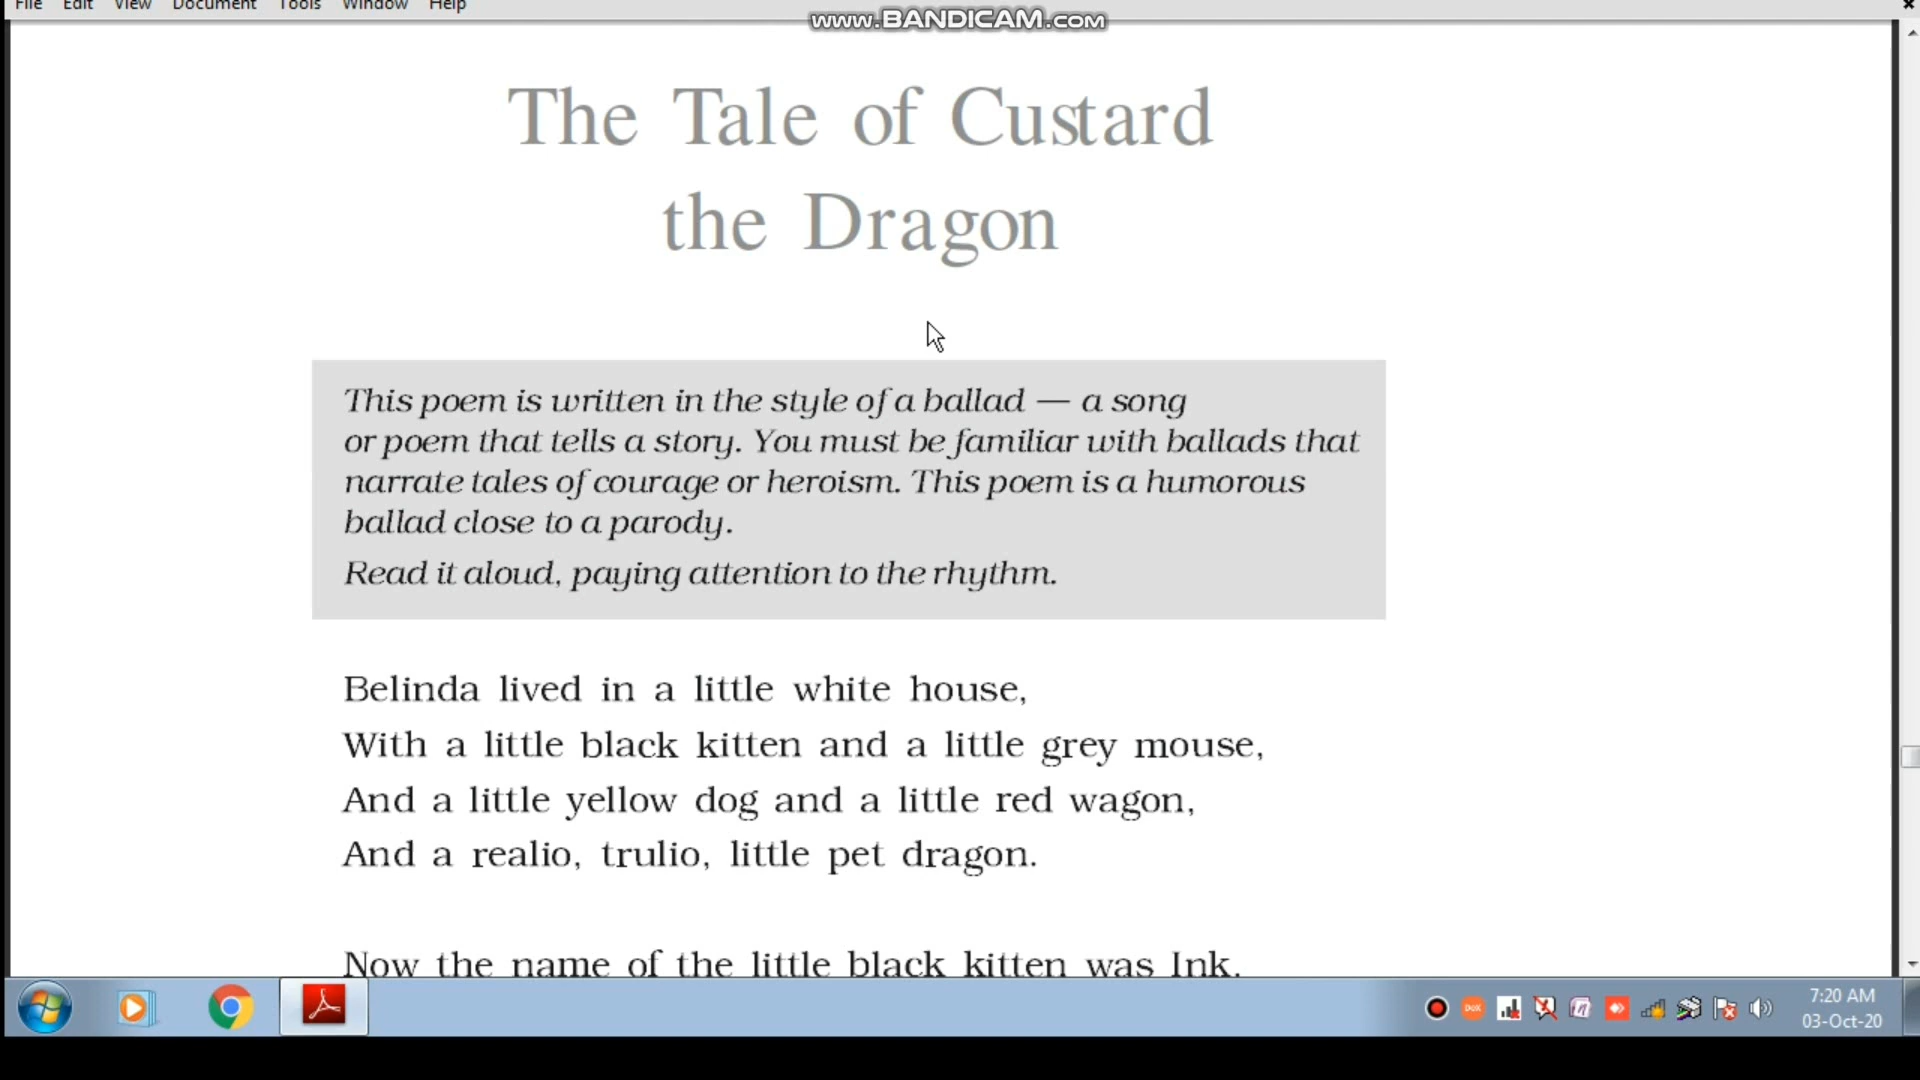 File Edit View Document Tools Window Help
www.BANDICAM.com
The Tale of Custard
the Dragon
This poem is written in the style of a ballad — a song
or poem that tells a story. You must be familiar with ballads that
narrate tales of courage or heroism. This poem is a humorous
ballad close to a parody.
Read it aloud, paying attention to the rhythm.
Belinda lived in a little white house,
With a little black kitten and a little grey mouse,
And a little yellow dog and a little red wagon,
And a realio, trulio, little pet dragon.
Now the name of the little black kitten was Ink,
7:20 AM
03-Oct-20